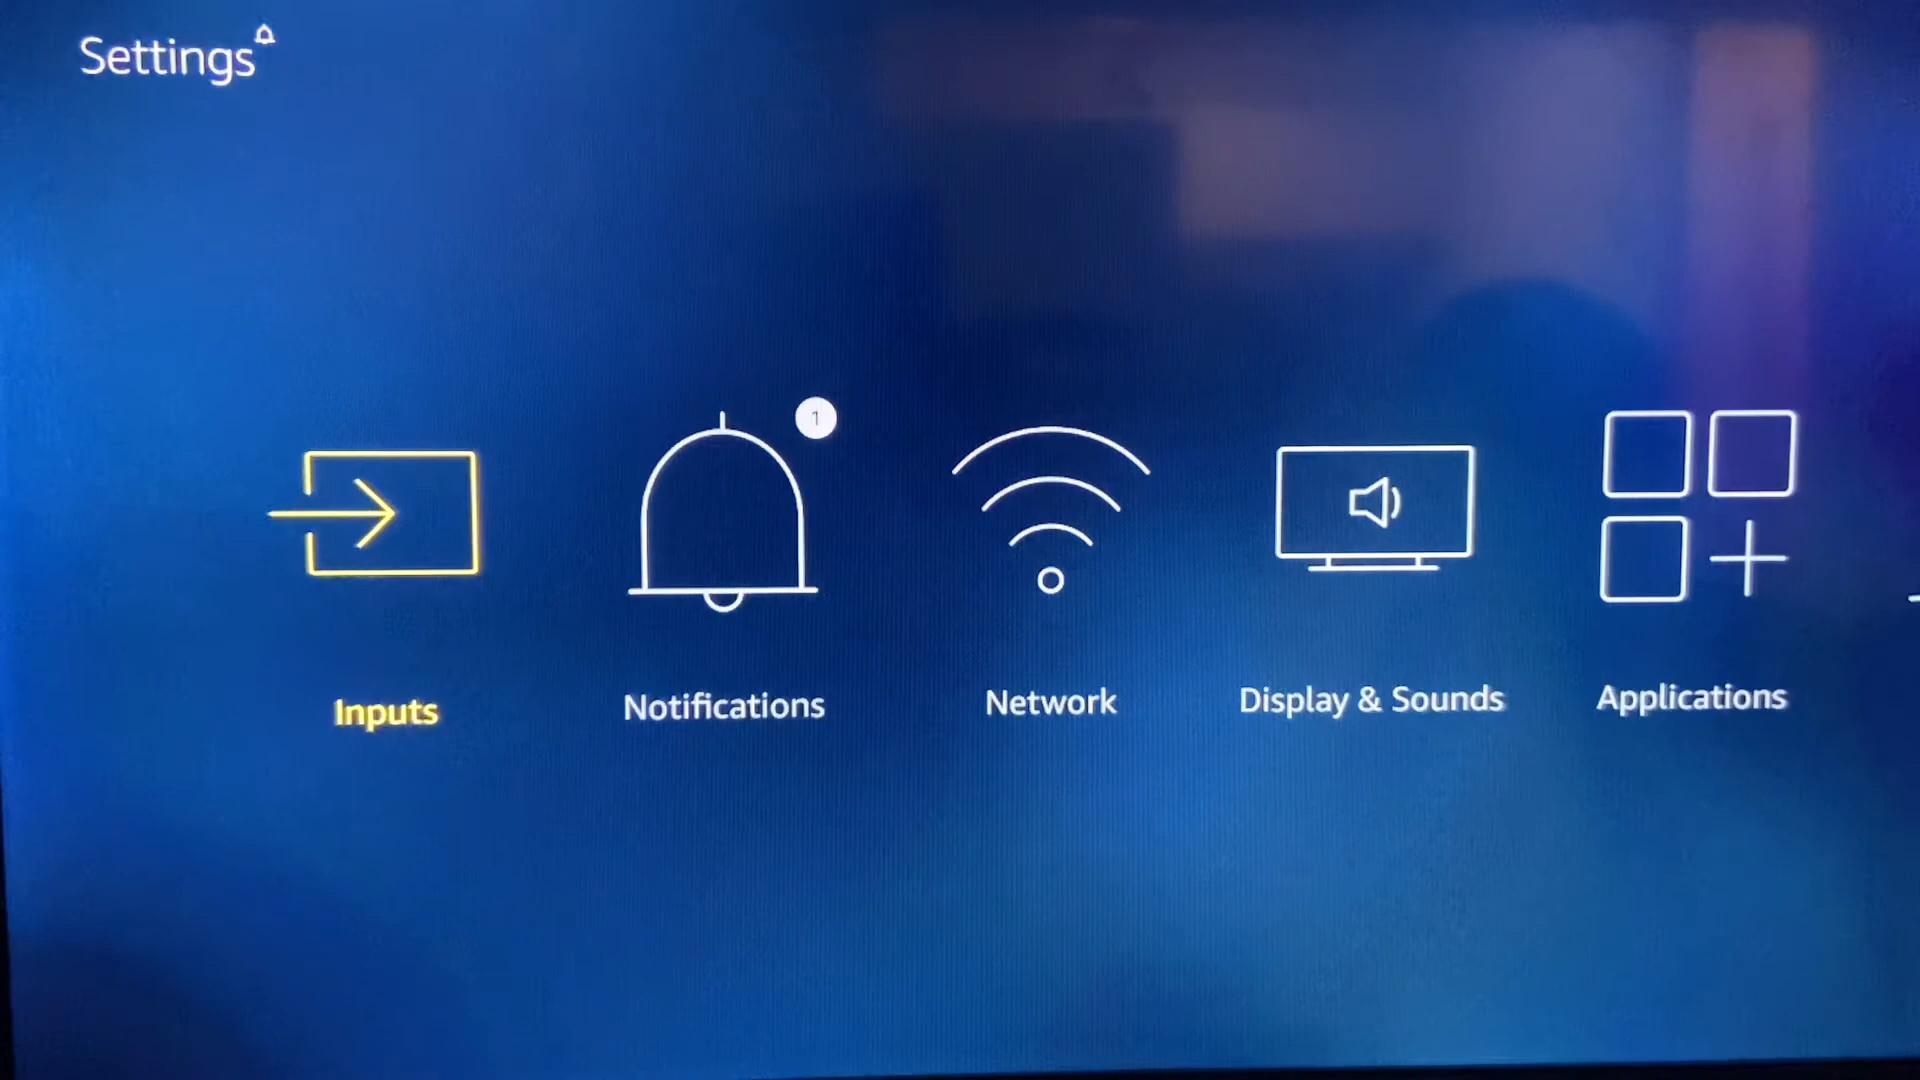 Settings
1
Inputs
Notifications
Network
Display & Sounds
Applications